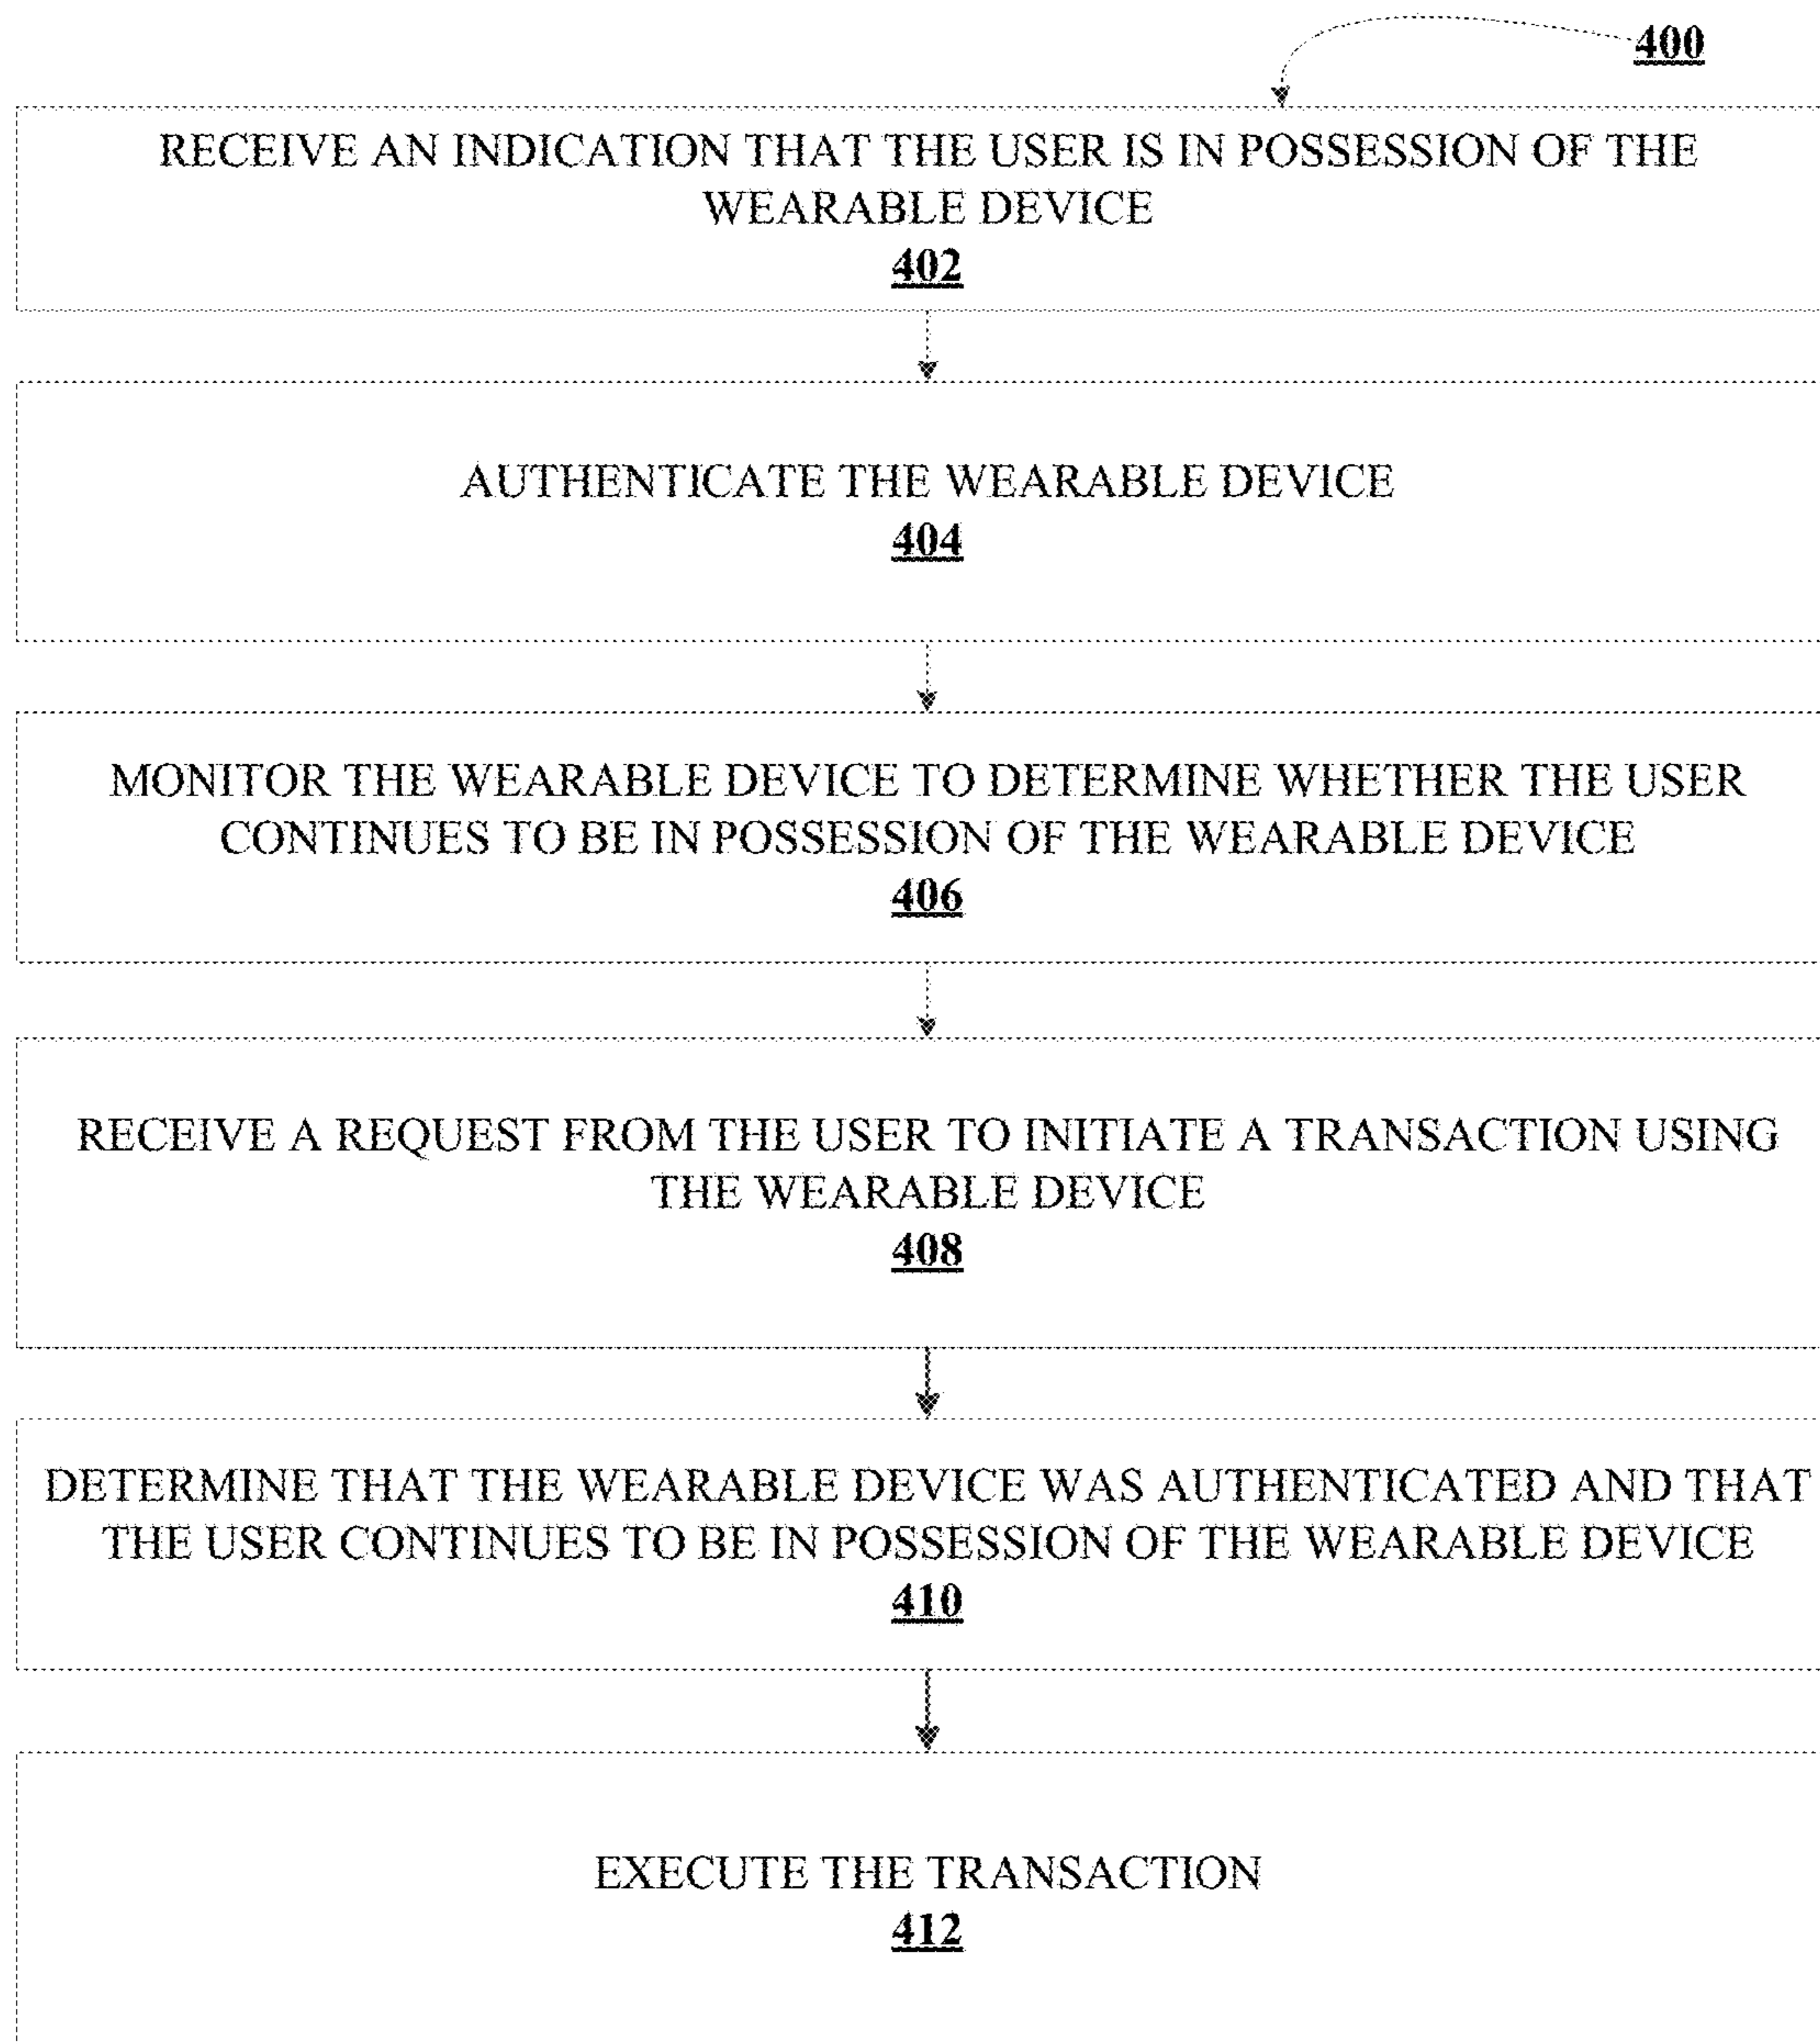 400
RECEIVE AN INDICATION THAT THE USER IS IN POSSESSION OF THE
WEARABLE DEVICE
402
AUTHENTICATE THE WEARABLE DEVICE
404
MONITOR THE WEARABLE DEVICE TO DETERMINE WHETHER THE USER
CONTINUES TO BE IN POSSESSION OF THE WEARABLE DEVICE
406
RECEIVE A REQUEST FROM THE USER TO INITIATE A TRANSACTION USING
THE WEARABLE DEVICE
408
DETERMINE THAT THE WEARABLE DEVICE WAS AUTHENTICATED AND THAT
THE USER CONTINUES TO BE IN POSSESSION OF THE WEARABLE DEVICE
410
EXECUTE THE TRANSACTION
412